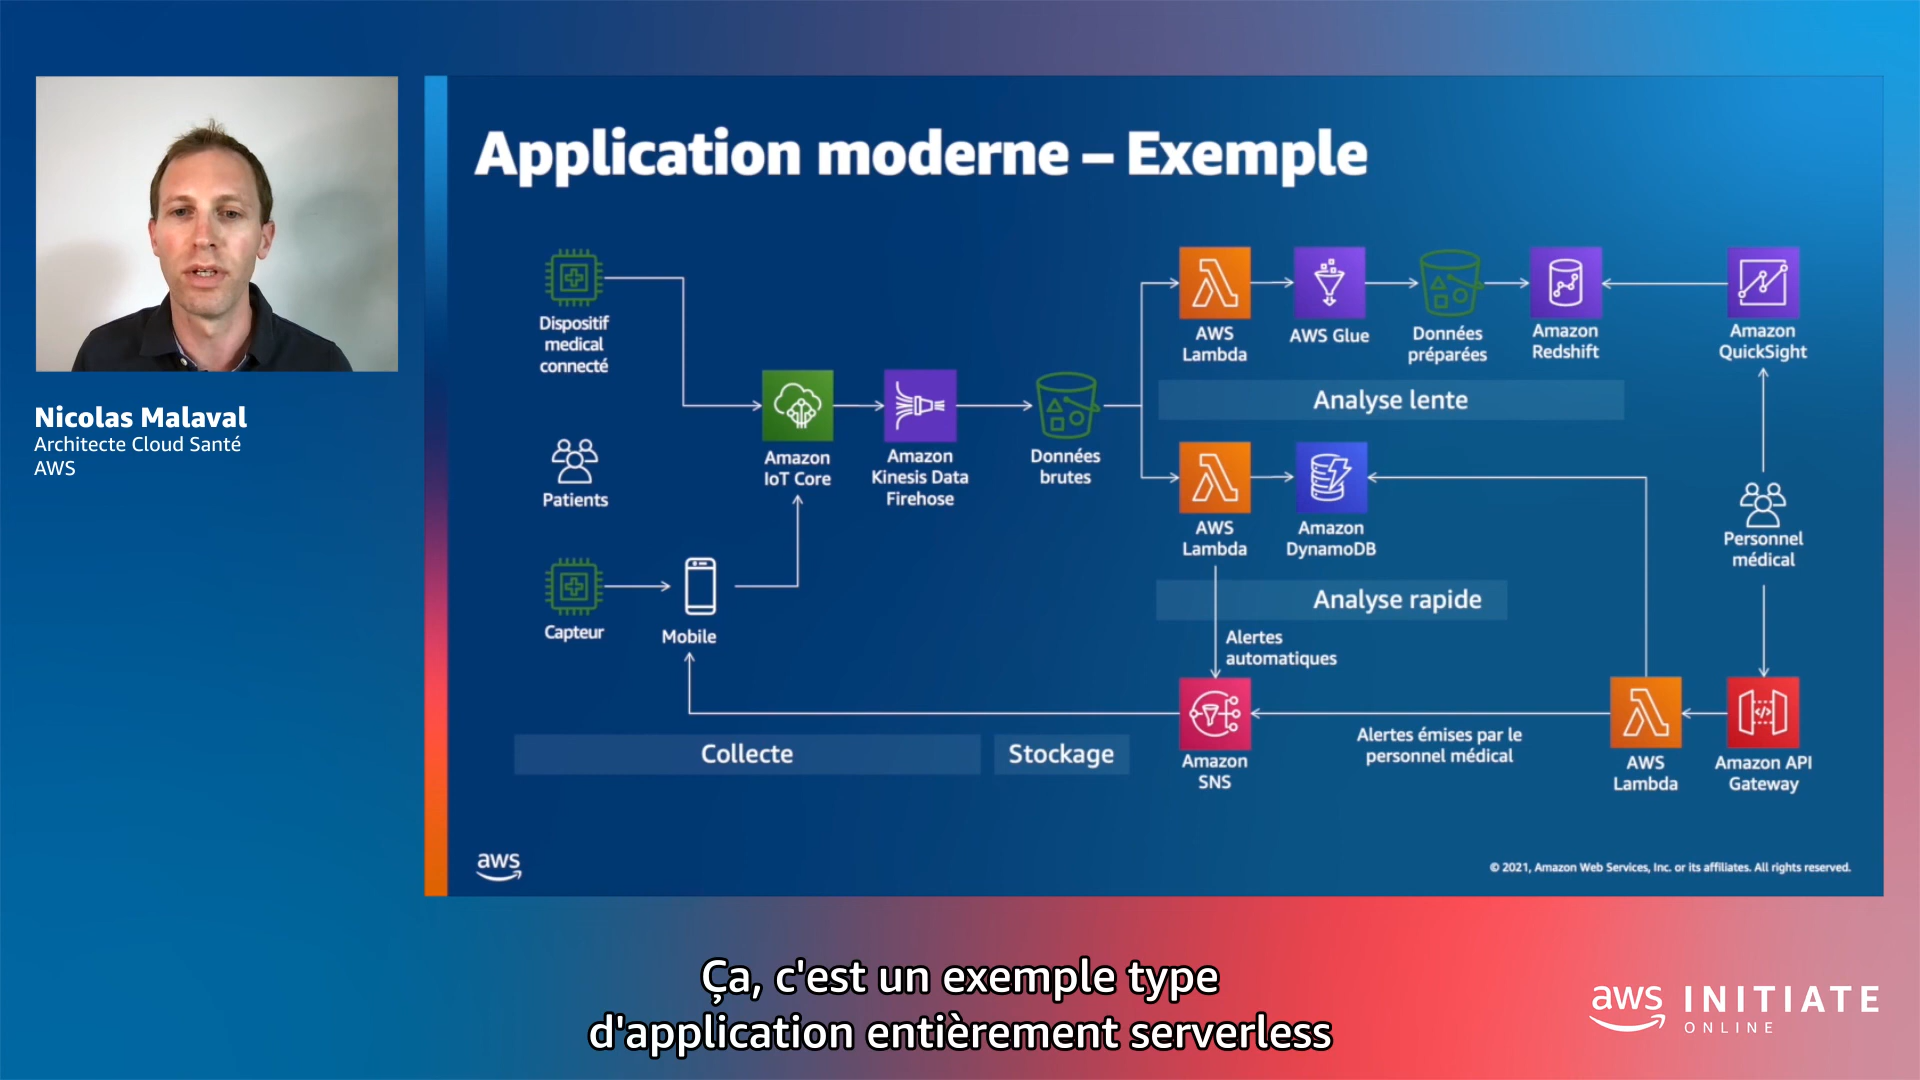 Application moderne – Exemple
Nicolas Malaval
Architecte Cloud Santé
AWS
Dispositif
medical
connecté
Patients
Capteur
Mobile
Amazon
IoT Core
Amazon
Kinesis Data
Firehose
Données
brutes
AWS
Lambda
AWS Glue
Données
préparées
Amazon
Redshift
Amazon
QuickSight
Analyse lente
AWS
Lambda
Amazon
DynamoDB
Personnel
médical
Analyse rapide
Alertes
automatiques
Amazon
SNS
Alertes émises par le
personnel médical
AWS
Lambda
Amazon API
Gateway
Collecte
Stockage
aws
© 2021, Amazon Web Services, Inc. or its affiliates. All rights reserved.
Ça, c'est un exemple type
d'application entièrement serverless
aws INITIATE
ONLINE